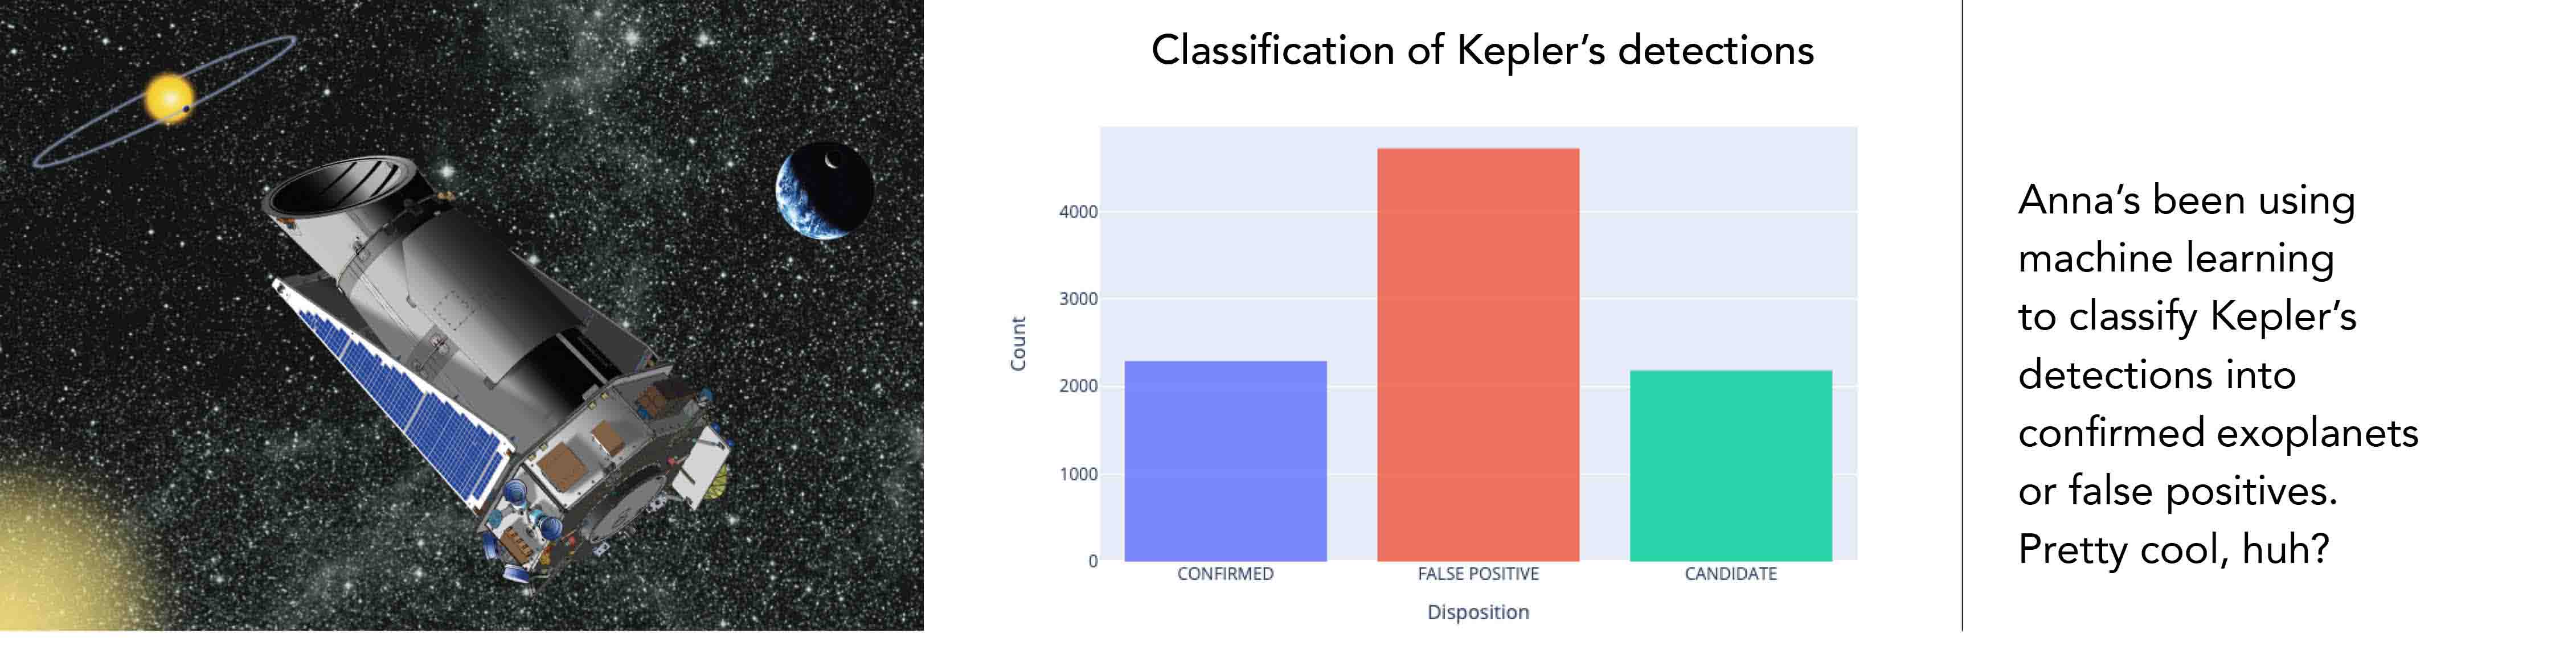 Classification of Kepler’s detections
4000
3000
2000
1000
0
Count
CONFIRMED
FALSE POSITIVE
CANDIDATE
Disposition
Anna’s been using
machine learning
to classify Kepler’s
detections into
confirmed exoplanets
or false positives.
Pretty cool, huh?